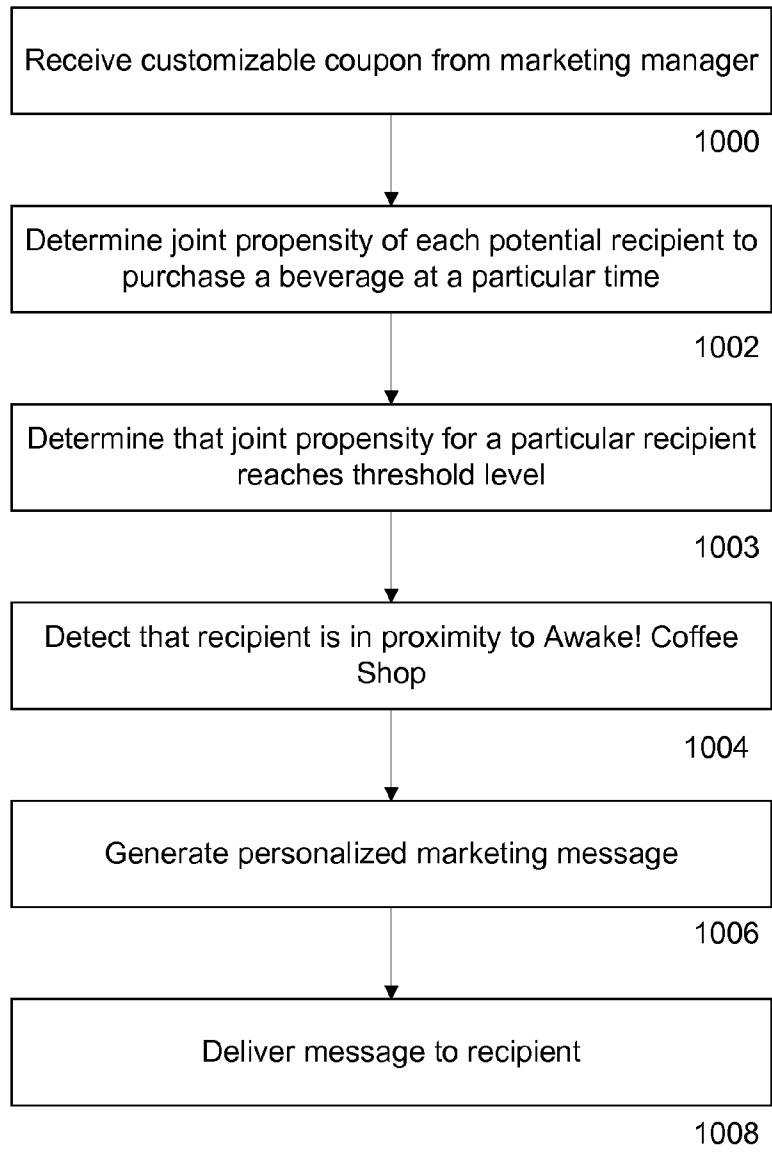 Receive customizable coupon from marketing manager
1000
Determine joint propensity of each potential recipient to
purchase a beverage at a particular time
1002
Determine that joint propensity for a particular recipient
reaches threshold level
1003
Detect that recipient is in proximity to Awake! Coffee
Shop
1004
Generate personalized marketing message
1006
Deliver message to recipient
1008